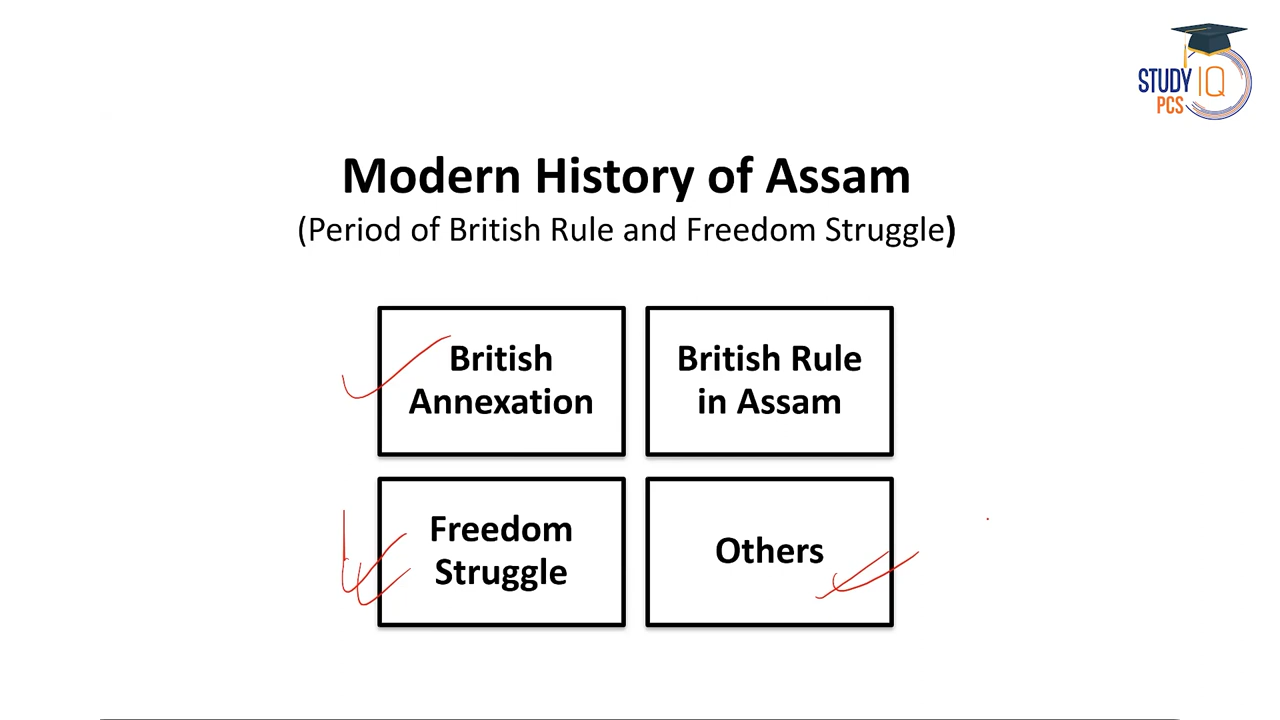 STUDY IQ
PCS
Modern History of Assam
(Period of British Rule and Freedom Struggle)
British
Annexation
British Rule
in Assam
Freedom
Struggle
Others